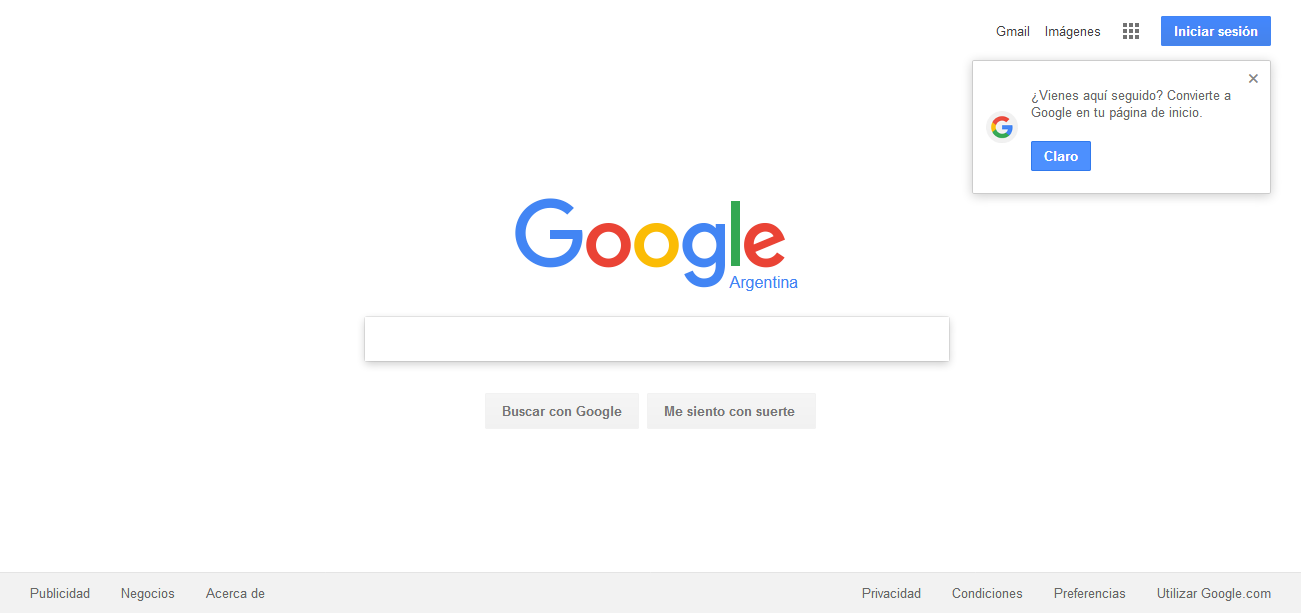 Gmail Imágenes Iniciar sesión
¿Vienes aquí seguido? Convierte a
Google en tu página de inicio.
Claro
Google
Argentina
Buscar con Google Me siento con suerte
Publicidad Negocios Acerca de Privacidad Condiciones Preferencias Utilizar Google.com